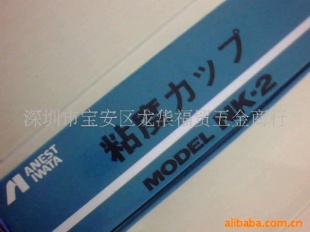 粘度カップ
MODEL NK-2
ANEST
IWATA
深圳市宝安区龙华福贵五金商行
alibaba.com.cn